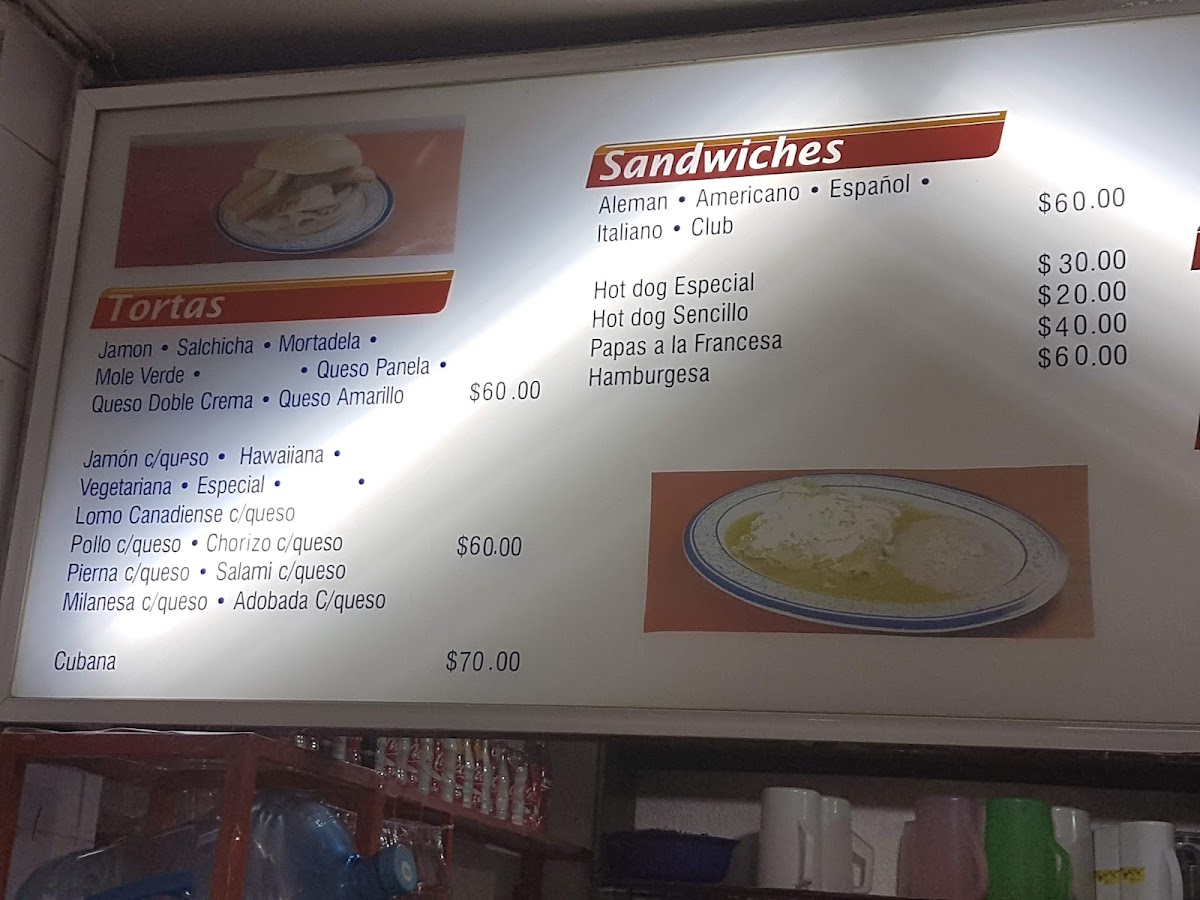 Tortas
Jamon • Salchicha • Mortadela •
Mole Verde • • Queso Panela •
Queso Doble Crema • Queso Amarillo $60.00
Jamón c/queso • Hawaiiana •
Vegetariana • Especial • •
Lomo Canadiense c/queso
Pollo c/queso • Chorizo c/queso $60.00
Pierna c/queso • Salami c/queso
Milanesa c/queso • Adobada C/queso
Cubana $70.00
Sandwiches
Aleman • Americano • Español • $60.00
Italiano • Club
Hot dog Especial $30.00
Hot dog Sencillo $20.00
Papas a la Francesa $40.00
Hamburgesa $60.00